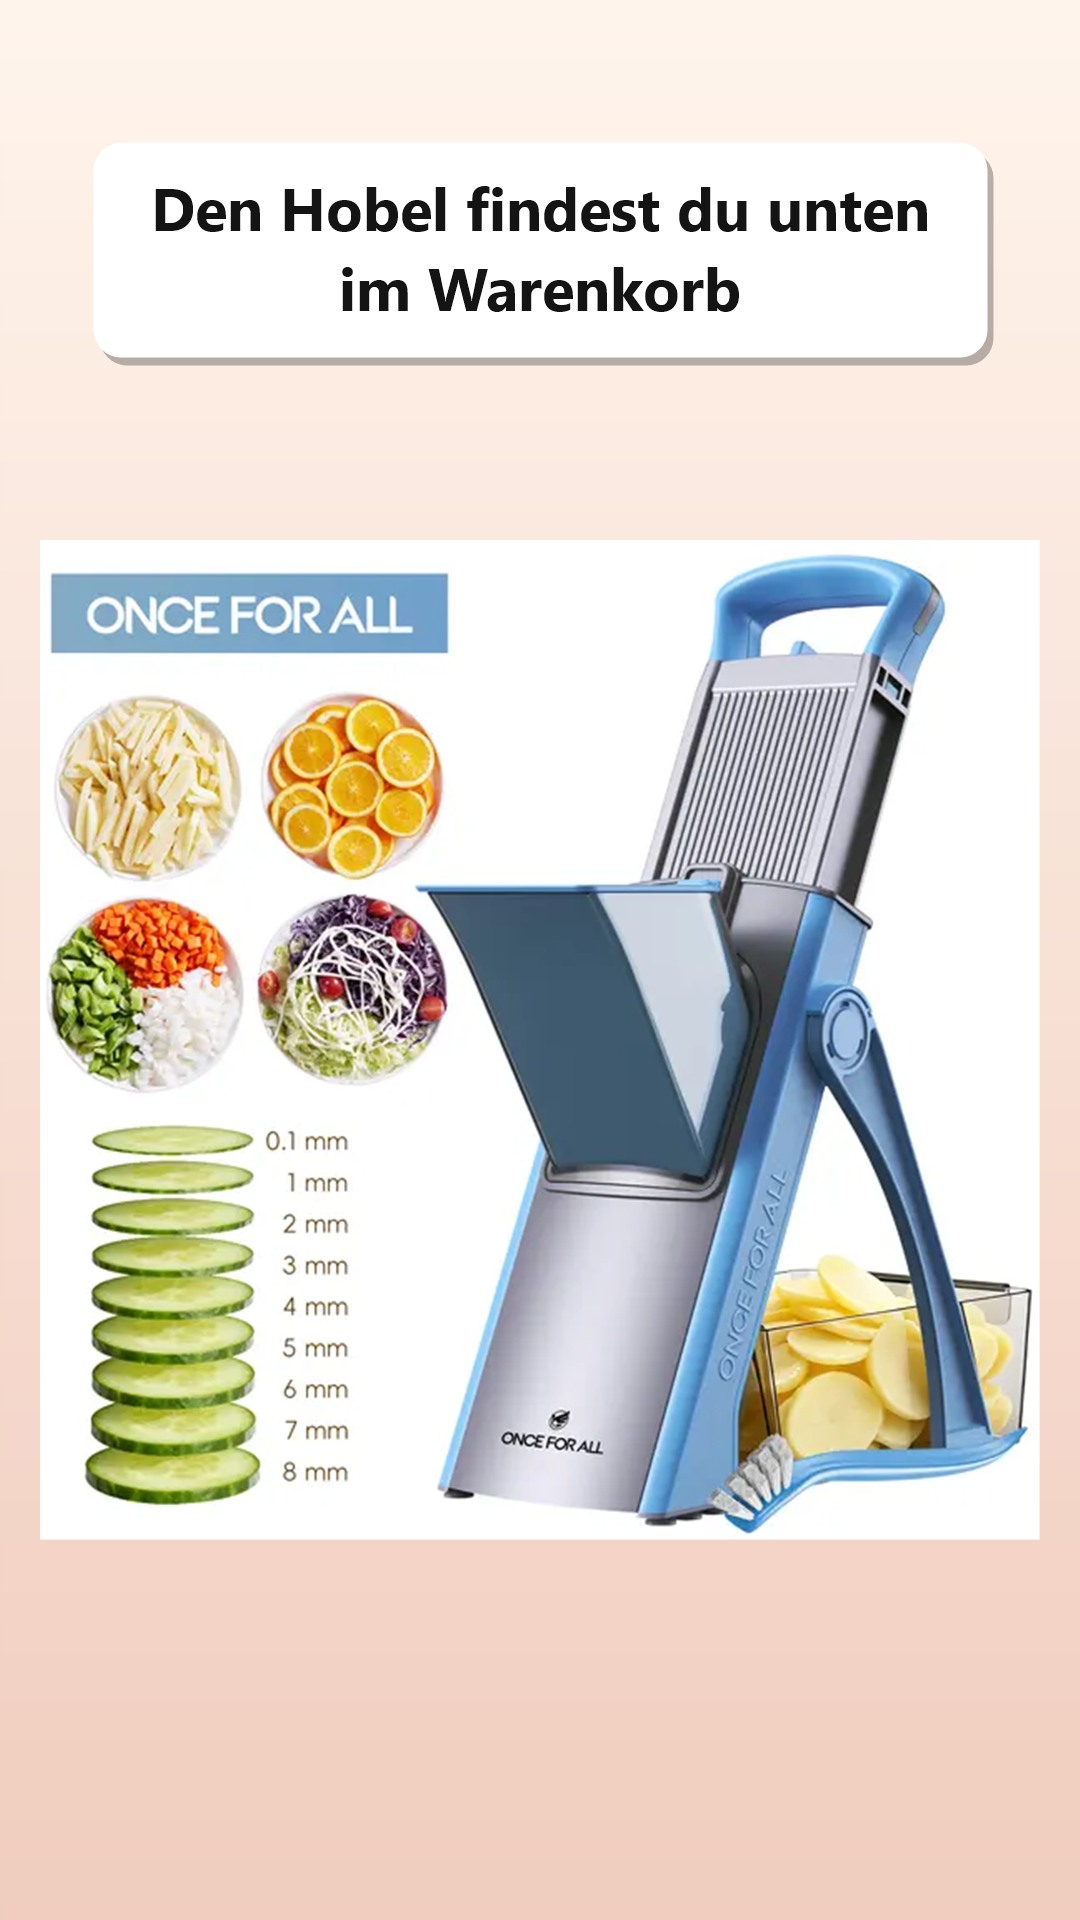 Den Hobel findest du unten
im Warenkorb
ONCE FOR ALL
0.1 mm
1 mm
2 mm
3 mm
4 mm
5 mm
6 mm
7 mm
8 mm
ONCE FOR ALL
ONCE FOR ALL